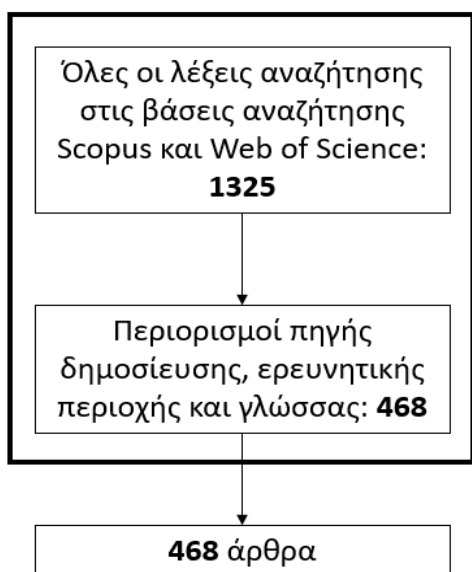 Όλες οι λέξεις αναζήτησης
στις βάσεις αναζήτησης
Scopus και Web of Science:
1325
Περιορισμοί πηγής
δημοσίευσης, ερευνητικής
περιοχής και γλώσσας: 468
468 άρθρα